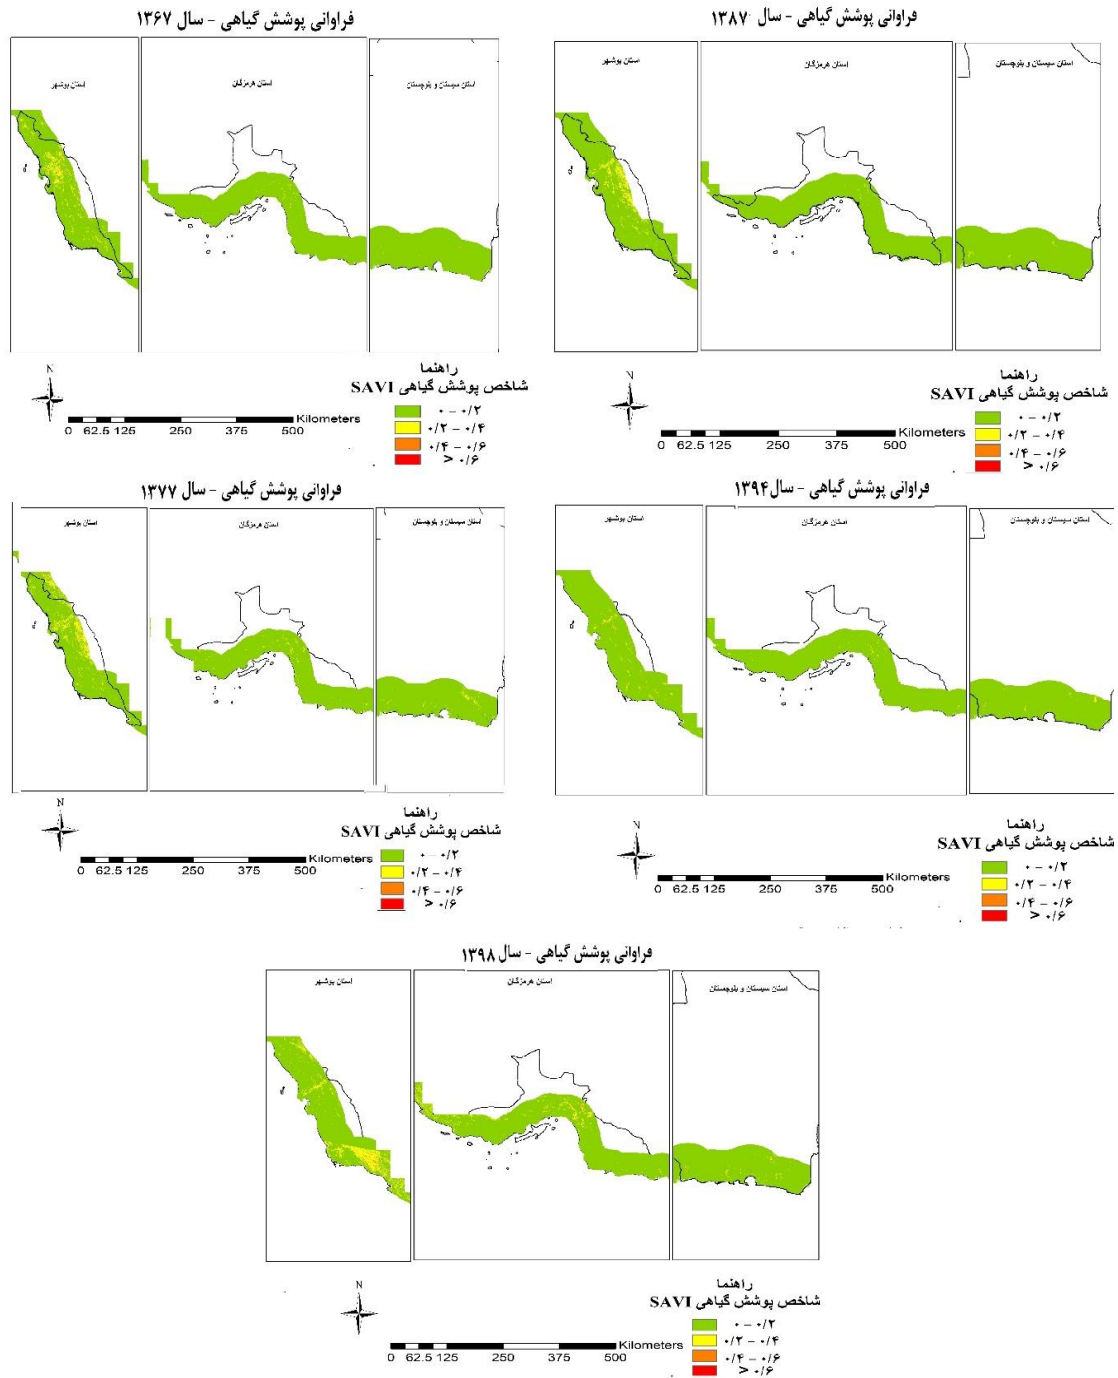 فراوانی پوشش گیاهی - سال ۱۳۶۷
استان بوشهر
استان هرمزگان
استان سیستان و بلوچستان
N
راهنما
شاخص پوشش گیاهی SAVI
۰ – ۰/۲
۰/۲ – ۰/۴
۰/۴ – ۰/۶
> ۰/۶
Kilometers
0 62.5 125 250 375 500
فراوانی پوشش گیاهی - سال ۱۳۸۷
استان بوشهر
استان هرمزگان
استان سیستان و بلوچستان
N
راهنما
شاخص پوشش گیاهی SAVI
۰ – ۰/۲
۰/۲ – ۰/۴
۰/۴ – ۰/۶
> ۰/۶
Kilometers
0 62.5 125 250 375 500
فراوانی پوشش گیاهی - سال ۱۳۷۷
استان بوشهر
استان هرمزگان
استان سیستان و بلوچستان
N
راهنما
شاخص پوشش گیاهی SAVI
۰ – ۰/۲
۰/۲ – ۰/۴
۰/۴ – ۰/۶
> ۰/۶
Kilometers
0 62.5 125 250 375 500
فراوانی پوشش گیاهی - سال ۱۳۹۴
استان بوشهر
استان هرمزگان
استان سیستان و بلوچستان
N
راهنما
شاخص پوشش گیاهی SAVI
۰ – ۰/۲
۰/۲ – ۰/۴
۰/۴ – ۰/۶
> ۰/۶
Kilometers
0 62.5 125 250 375 500
فراوانی پوشش گیاهی - سال ۱۳۹۸
استان بوشهر
استان هرمزگان
استان سیستان و بلوچستان
N
راهنما
شاخص پوشش گیاهی SAVI
۰ – ۰/۲
۰/۲ – ۰/۴
۰/۴ – ۰/۶
> ۰/۶
Kilometers
0 62.5 125 250 375 500